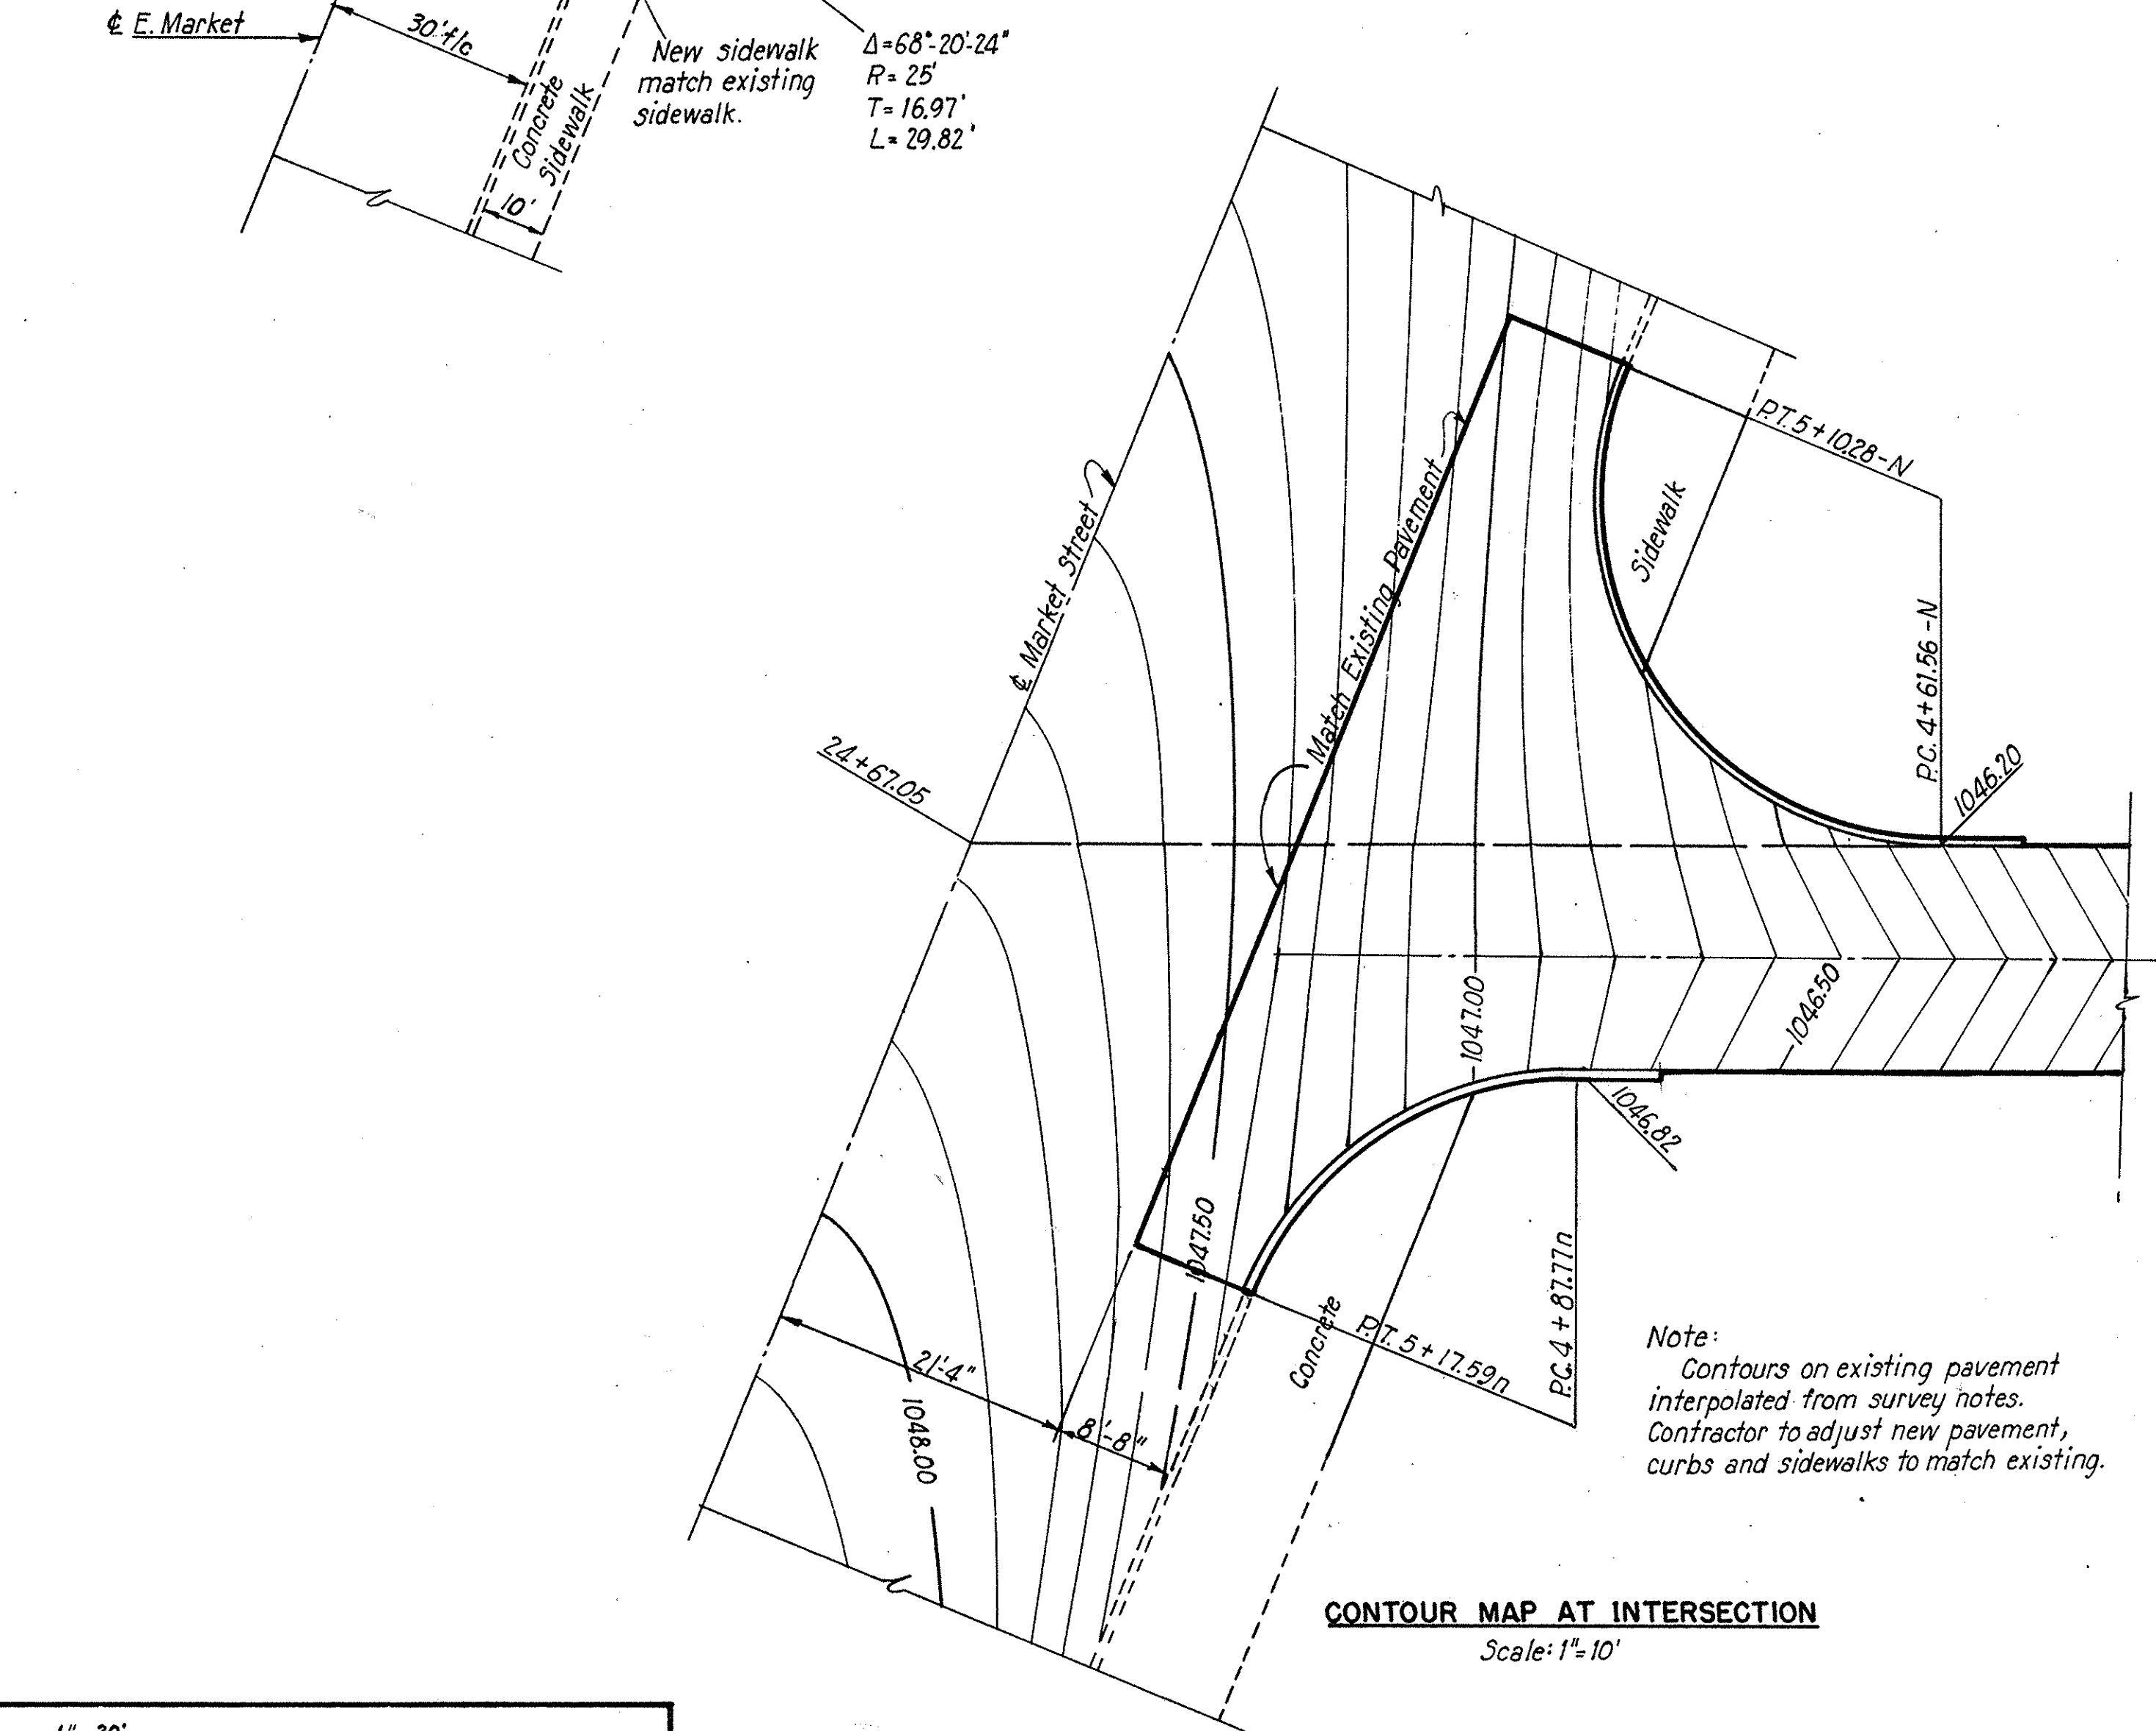 ℄ E. Market
30' f/c
Concrete
sidewalk
10'
New sidewalk
match existing
sidewalk.
Δ=68°-20'-24"
R= 25'
T= 16.97'
L= 29.82'
℄ Market Street
Match Existing Pavement
Sidewalk
P.T. 5+10.28-N
P.C. 4+61.56-N
1046.20
24+67.05
1047.00
1046.50
1046.82
1047.50
Concrete
P.T. 5+17.59n
P.C. 4+87.77n
21'-4"
8'-8"
1048.00
Note:
Contours on existing pavement
interpolated from survey notes.
Contractor to adjust new pavement,
curbs and sidewalks to match existing.
CONTOUR MAP AT INTERSECTION
Scale: 1"=10'